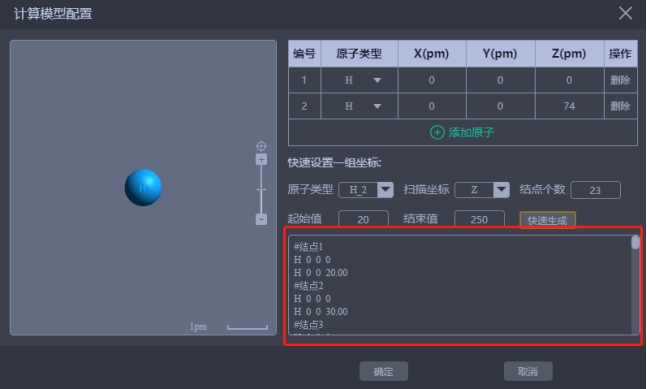 计算模型配置
编号 原子类型 X(pm) Y(pm) Z(pm) 操作
1 H 0 0 0 删除
2 H 0 0 74 删除
添加原子
快速设置一组坐标:
H
原子类型 H_2 扫描坐标 Z 结点个数 23
起始值 20 结束值 250 快速生成
#结点1
H 0 0 0
H 0 0 20.00
#结点2
H 0 0 0
H 0 0 30.00
#结点3
1pm
确定 取消